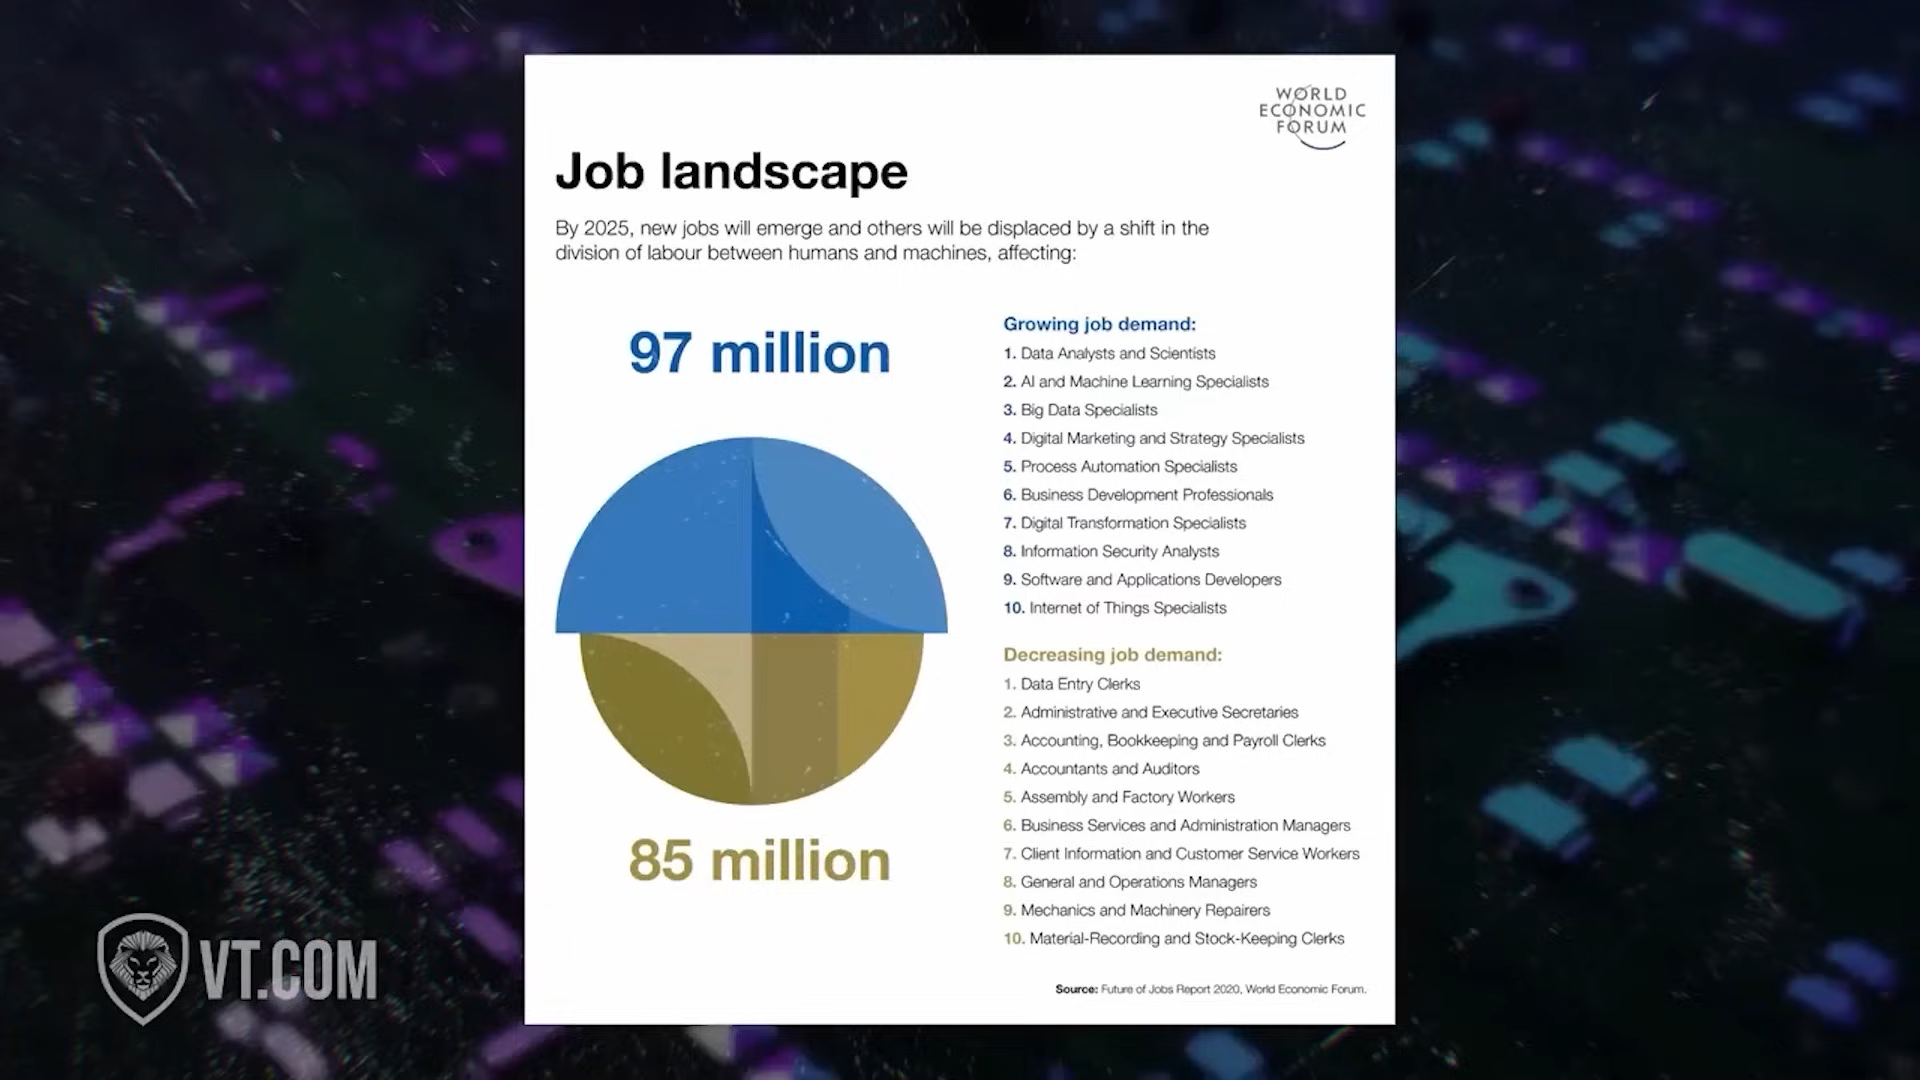 WORLD
ECONOMIC
FORUM
Job landscape
By 2025, new jobs will emerge and others will be displaced by a shift in the
division of labour between humans and machines, affecting:
97 million
85 million
Growing job demand:
1. Data Analysts and Scientists
2. AI and Machine Learning Specialists
3. Big Data Specialists
4. Digital Marketing and Strategy Specialists
5. Process Automation Specialists
6. Business Development Professionals
7. Digital Transformation Specialists
8. Information Security Analysts
9. Software and Applications Developers
10. Internet of Things Specialists
Decreasing job demand:
1. Data Entry Clerks
2. Administrative and Executive Secretaries
3. Accounting, Bookkeeping and Payroll Clerks
4. Accountants and Auditors
5. Assembly and Factory Workers
6. Business Services and Administration Managers
7. Client Information and Customer Service Workers
8. General and Operations Managers
9. Mechanics and Machinery Repairers
10. Material-Recording and Stock-Keeping Clerks
Source: Future of Jobs Report 2020, World Economic Forum.
VT.COM